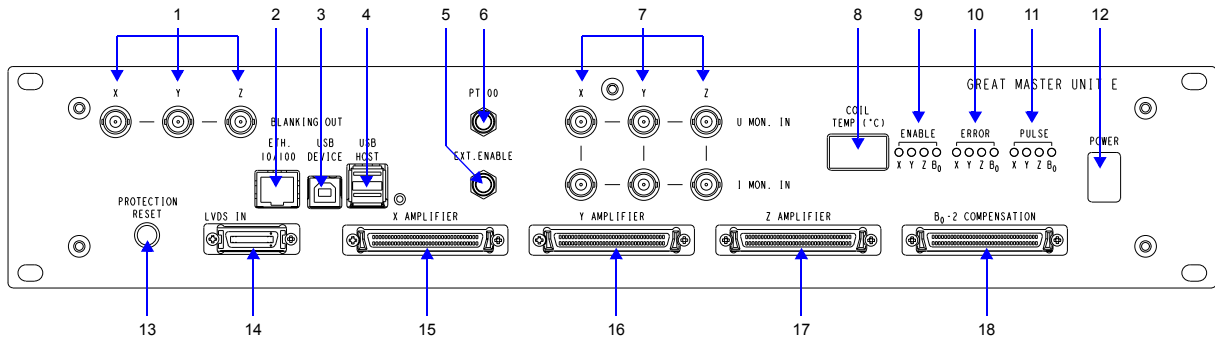 1 2 3 4 5 6 7 8 9 10 11 12
GREAT MASTER UNIT E
X Y Z
BLANKING OUT
PT100
X Y Z
U MON. IN
COIL
TEMP.(°C)
ENABLE
X Y Z B0
ERROR
X Y Z B0
PULSE
X Y Z B0
POWER
ETH.
10/100
USB
DEVICE
USB
HOST
EXT.ENABLE
I MON. IN
PROTECTION
RESET
LVDS IN
X AMPLIFIER
Y AMPLIFIER
Z AMPLIFIER
B0-2 COMPENSATION
13 14 15 16 17 18